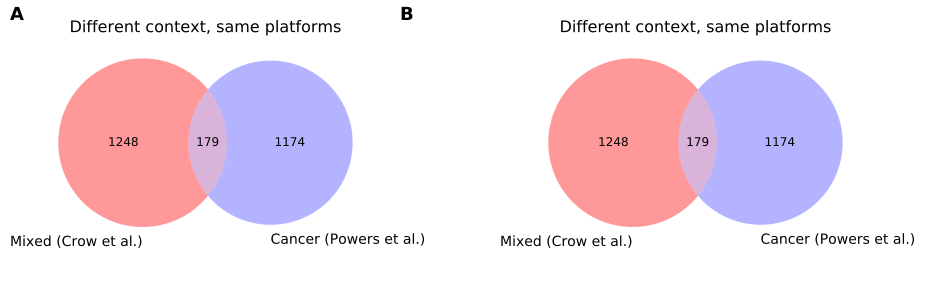 A
Different context, same platforms
1248
179
1174
Mixed (Crow et al.)
Cancer (Powers et al.)
B
Different context, same platforms
1248
179
1174
Mixed (Crow et al.)
Cancer (Powers et al.)